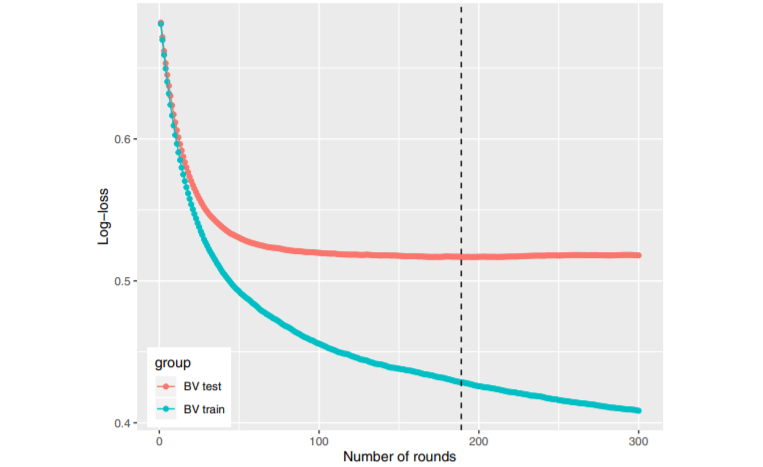 0.6
0.5
0.4
Log-loss
group
BV test
BV train
0
100
200
300
Number of rounds